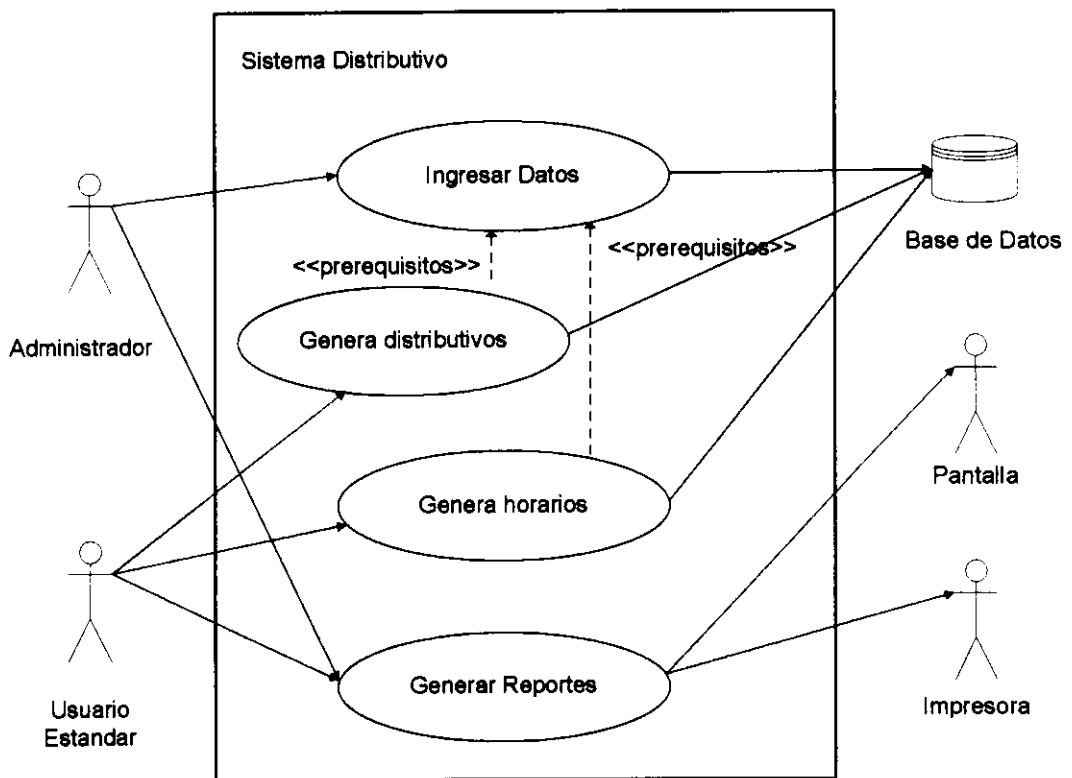 Sistema Distributivo
Ingresar Datos
Base de Datos
<<prerequisitos>>
<<prerequisitos>>
Genera distributivos
Administrador
Pantalla
Genera horarios
Generar Reportes
Usuario
Estandar
Impresora